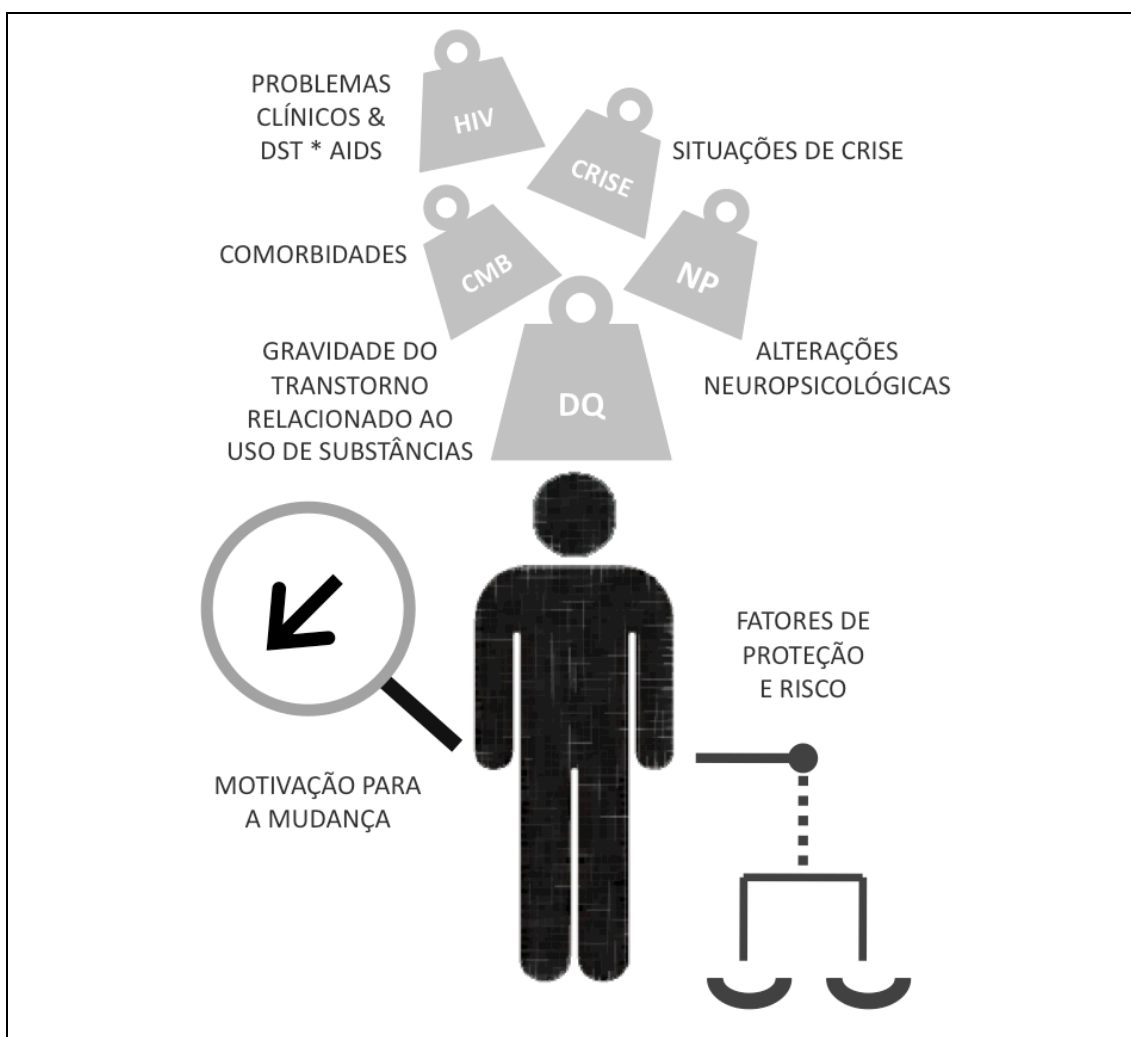 PROBLEMAS
CLÍNICOS &
DST * AIDS
HIV
CRISE
SITUAÇÕES DE CRISE
COMORBIDADES
CMB
NP
GRAVIDADE DO
TRANSTORNO
RELACIONADO AO
USO DE SUBSTÂNCIAS
DQ
ALTERAÇÕES
NEUROPSICOLÓGICAS
FATORES DE
PROTEÇÃO
E RISCO
MOTIVAÇÃO PARA
A MUDANÇA